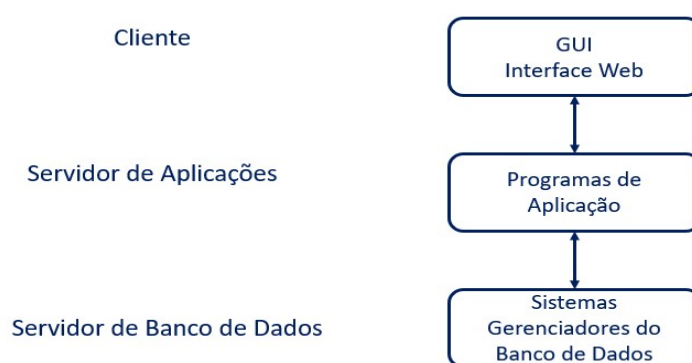 Cliente
GUI
Interface Web
Servidor de Aplicações
Programas de
Aplicação
Servidor de Banco de Dados
Sistemas
Gerenciadores do
Banco de Dados